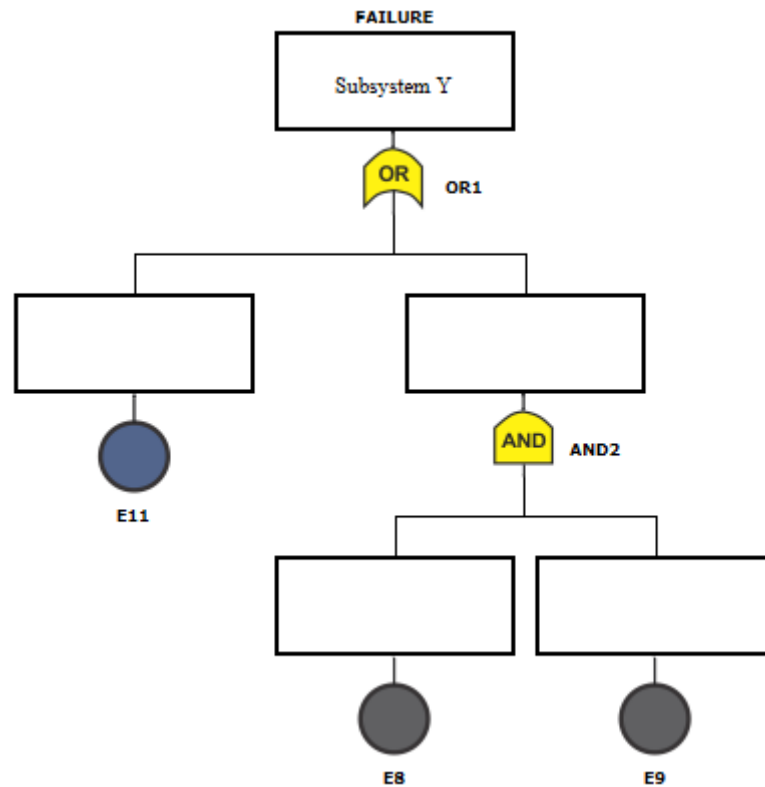 FAILURE
Subsystem Y
OR
OR1
AND
AND2
E11
E8
E9